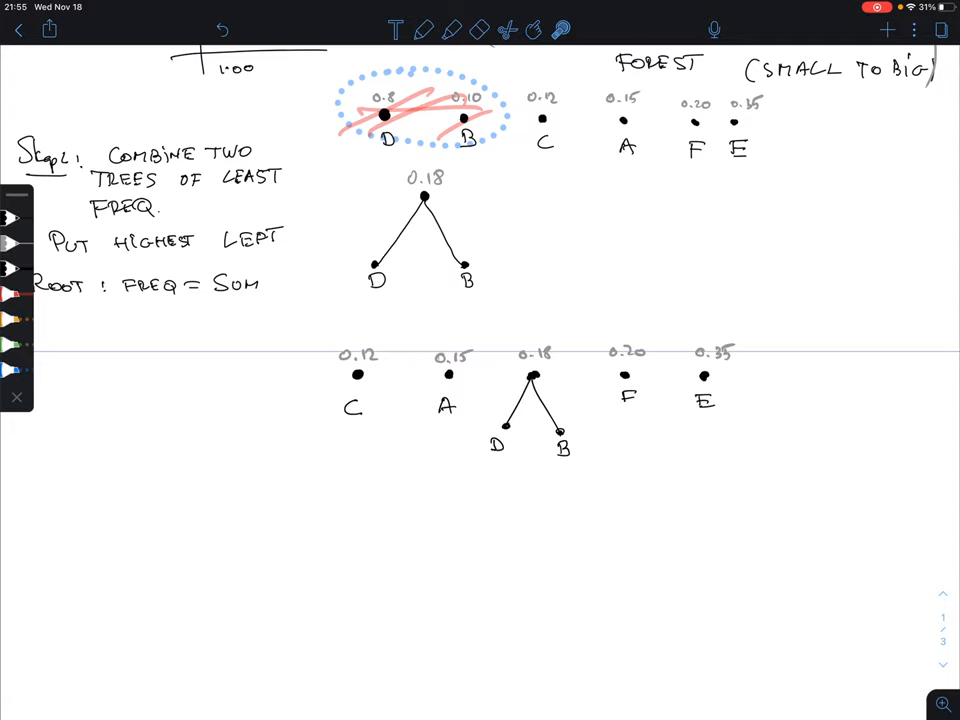 21:55 Wed Nov 18
31%
1.00
FOREST (SMALL TO BIG)
0.8 0.10 0.12 0.15 0.20 0.35
D B C A F E
Step 2: COMBINE TWO
TREES OF LEAST
FREQ.
0.18
PUT HIGHEST LEFT
D B
ROOT : FREQ = SUM
0.12 0.15 0.18 0.20 0.35
C A F E
D B
1
/
3